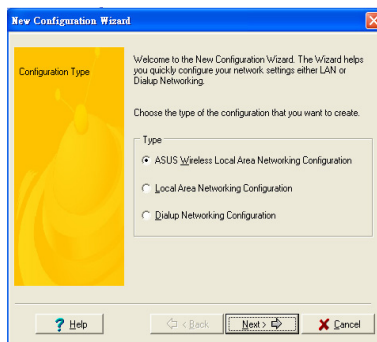 New Configuration Wizard
Configuration Type
Welcome to the New Configuration Wizard. The Wizard helps
you quickly configure your network settings either LAN or
Dialup Networking.
Choose the type of the configuration that you want to create.
Type
ASUS Wireless Local Area Networking Configuration
Local Area Networking Configuration
Dialup Networking Configuration
Help
< Back
Next >
Cancel